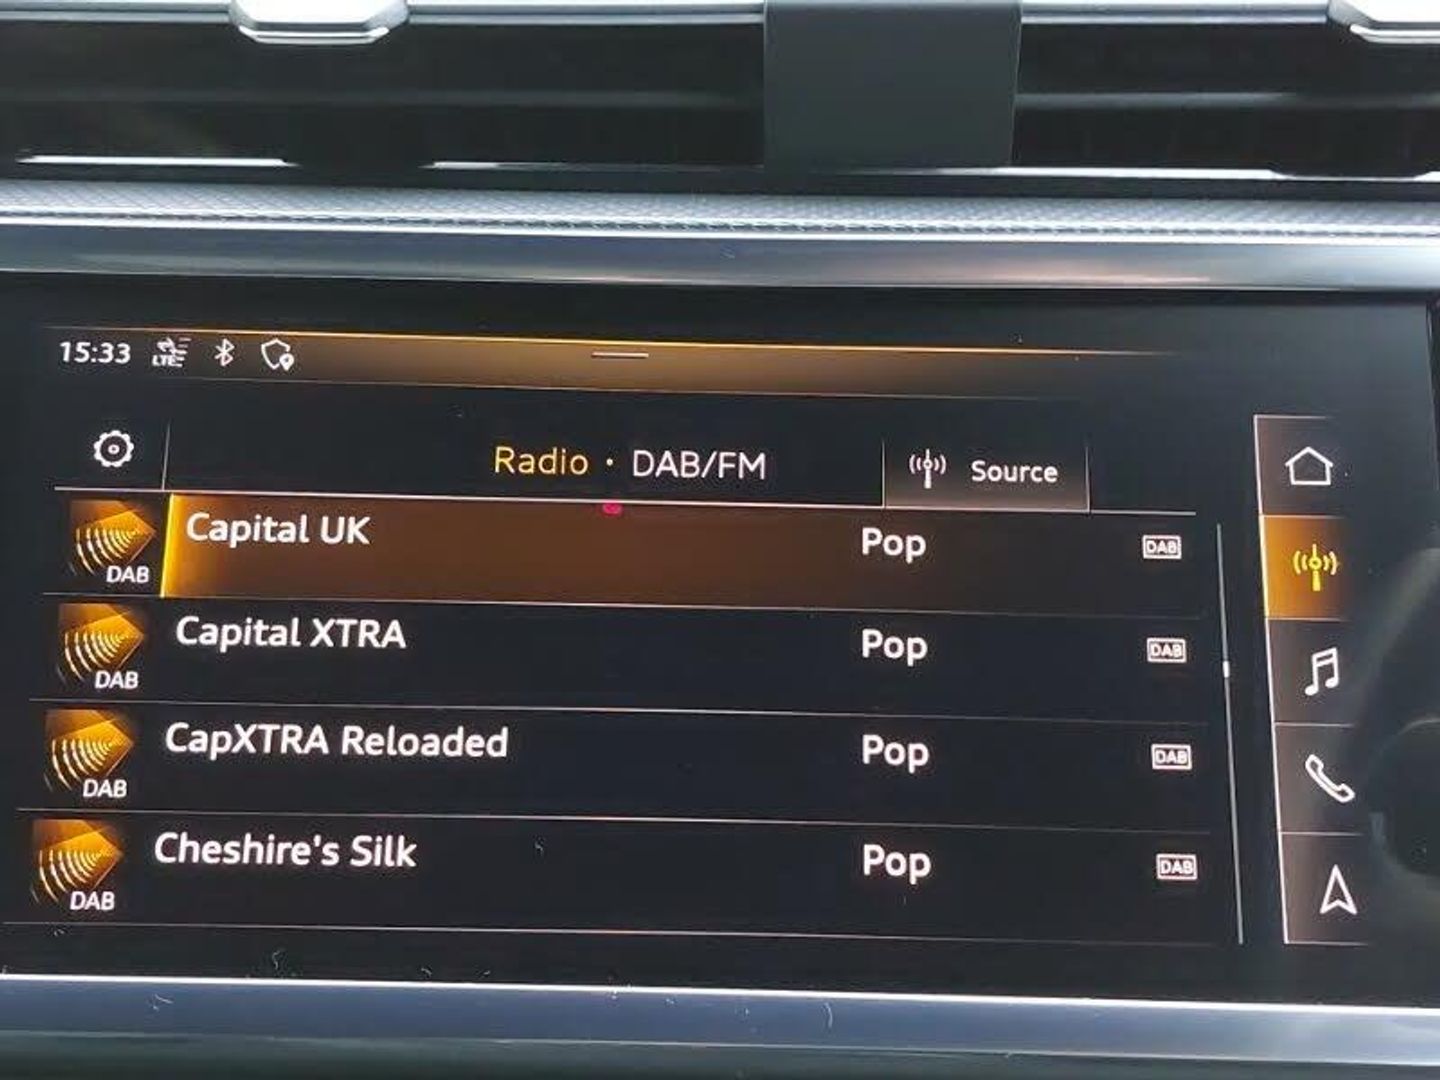 15:33 LTE
Radio · DAB/FM Source
Capital UK Pop DAB
DAB
Capital XTRA Pop DAB
DAB
CapXTRA Reloaded Pop DAB
DAB
Cheshire's Silk Pop DAB
DAB